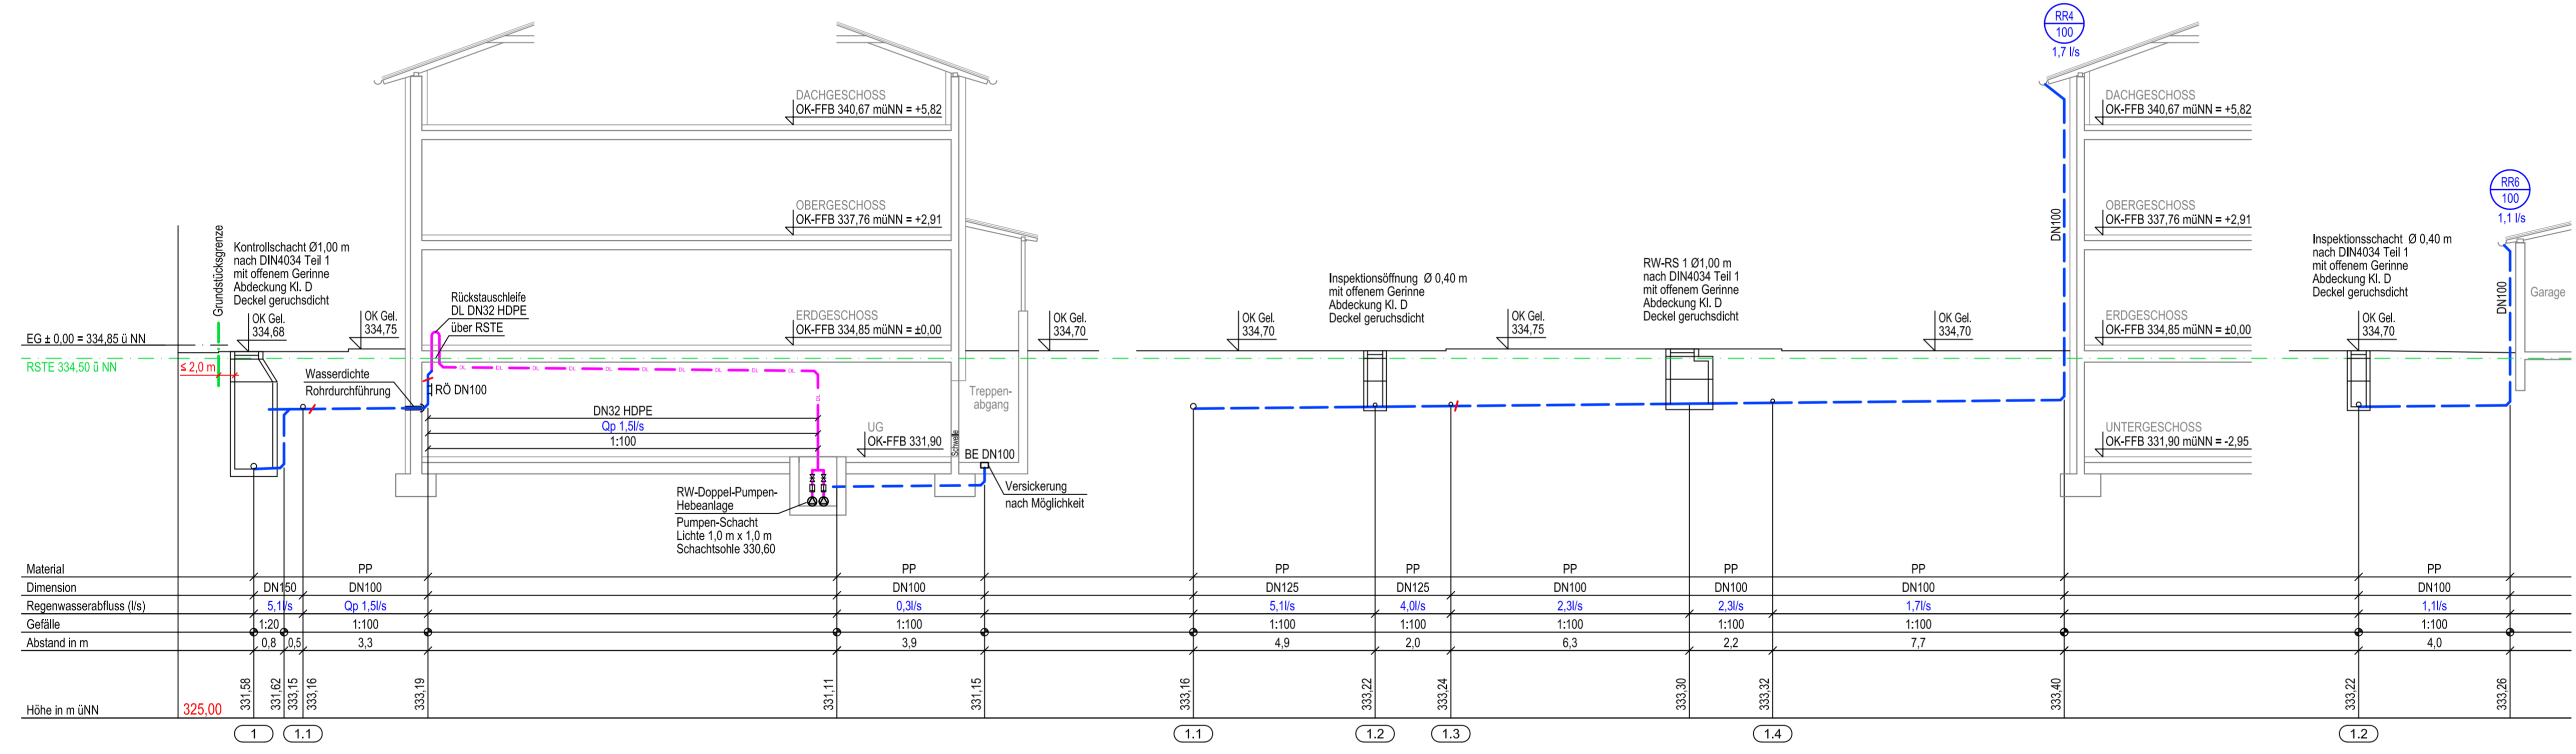 RR4
100
1,7 l/s
DACHGESCHOSS
OK-FFB 340,67 müNN = +5,82
DACHGESCHOSS
OK-FFB 340,67 müNN = +5,82
RR6
100
1,1 l/s
OBERGESCHOSS
OK-FFB 337,76 müNN = +2,91
OBERGESCHOSS
OK-FFB 337,76 müNN = +2,91
DN100
Grundstücksgrenze
Kontrollschacht Ø1,00 m
nach DIN4034 Teil 1
mit offenem Gerinne
Abdeckung Kl. D
Deckel geruchsdicht
Inspektionsöffnung Ø 0,40 m
mit offenem Gerinne
Abdeckung Kl. D
Deckel geruchsdicht
RW-RS 1 Ø1,00 m
nach DIN4034 Teil 1
mit offenem Gerinne
Abdeckung Kl. D
Deckel geruchsdicht
Inspektionsschacht Ø 0,40 m
nach DIN4034 Teil 1
mit offenem Gerinne
Abdeckung Kl. D
Deckel geruchsdicht
DN100
Garage
Rückstauschleife
DL DN32 HDPE
über RSTE
OK Gel.
334,68
OK Gel.
334,75
ERDGESCHOSS
OK-FFB 334,85 müNN = ±0,00
OK Gel.
334,70
OK Gel.
334,70
OK Gel.
334,75
OK Gel.
334,70
ERDGESCHOSS
OK-FFB 334,85 müNN = ±0,00
OK Gel.
334,70
EG ± 0,00 = 334,85 ü NN
RSTE 334,50 ü NN
≤ 2,0 m
Wasserdichte
Rohrdurchführung
RÖ DN100
DL DL DL DL DL DL DL DL DL DL
DL
Treppen-
abgang
DN32 HDPE
Qp 1,5l/s
1:100
UG
OK-FFB 331,90
Schwelle
UNTERGESCHOSS
OK-FFB 331,90 müNN = -2,95
BE DN100
Versickerung
nach Möglichkeit
RW-Doppel-Pumpen-
Hebeanlage
Pumpen-Schacht
Lichte 1,0 m x 1,0 m
Schachtsohle 330,60
Material PP PP PP PP PP PP PP PP
Dimension DN150 DN100 DN100 DN125 DN125 DN100 DN100 DN100 DN100
Regenwasserabfluss (l/s) 5,1l/s Qp 1,5l/s 0,3l/s 5,1l/s 4,0l/s 2,3l/s 2,3l/s 1,7l/s 1,1l/s
Gefälle 1:20 1:100 1:100 1:100 1:100 1:100 1:100 1:100 1:100
Abstand in m 0,8 0,5 3,3 3,9 4,9 2,0 6,3 2,2 7,7 4,0
Höhe in m üNN 325,00 331,58 331,62 333,15 333,16 333,19 331,11 331,15 333,16 333,22 333,24 333,30 333,32 333,40 333,22 333,26
1 1.1 1.1 1.2 1.3 1.4 1.2